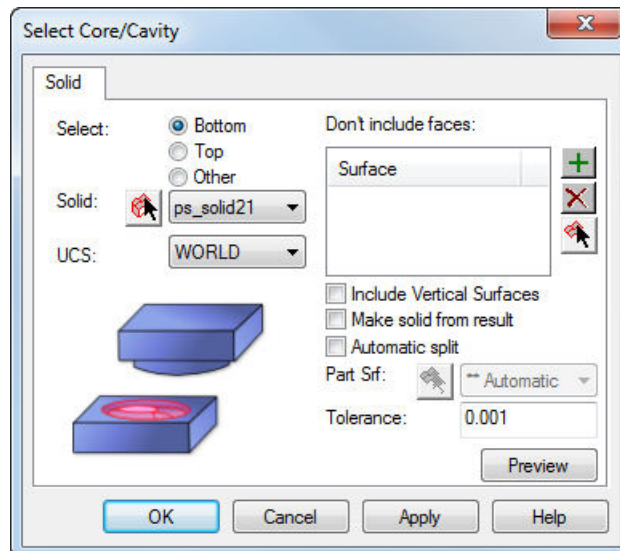 Select Core/Cavity
Solid
Select:
Bottom
Top
Other
Solid:
ps_solid21
UCS:
WORLD
Don't include faces:
Surface
Include Vertical Surfaces
Make solid from result
Automatic split
Part Srf:
** Automatic
Tolerance:
0.001
Preview
OK
Cancel
Apply
Help